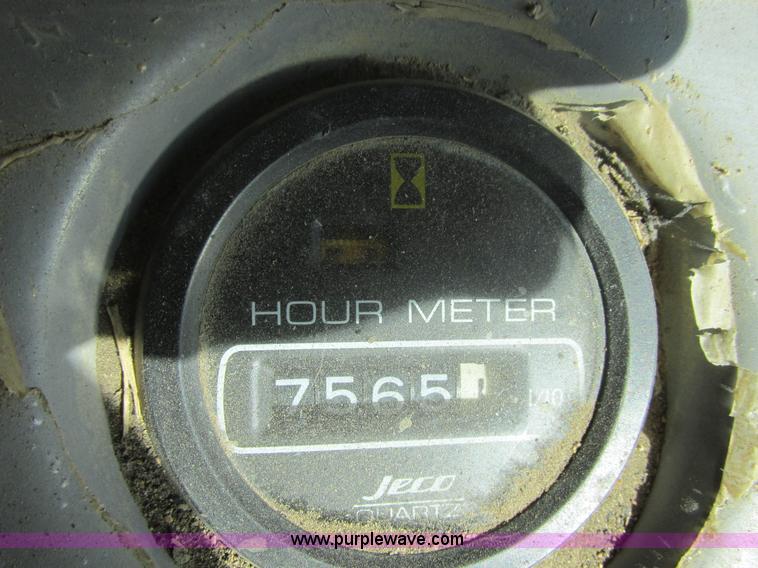 HOUR METER
7565 1/10
Jeco
QUARTZ
www.purplewave.com